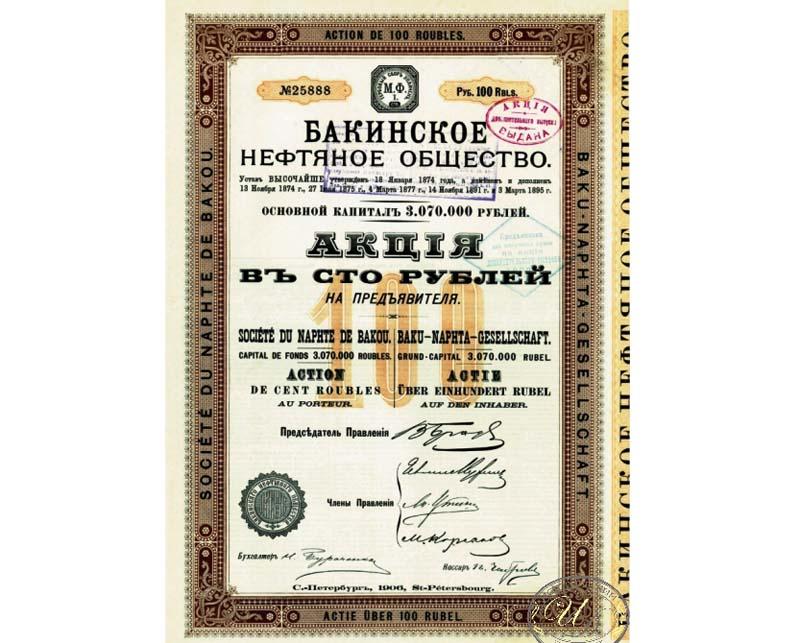 ACTION DE 100 ROUBLES.
№25888
М.Ф.
1.
Руб. 100 Rbls.
АКЦІЯ
ВЫДАНА
БАКИНСКОЕ
НЕФТЯНОЕ ОБЩЕСТВО.
Уставъ ВЫСОЧАЙШЕ утвержденъ 18 Января 1874 года, а измѣненъ и дополненъ
13 Ноября 1874 г., 27 Іюня 1875 г., 4 Марта 1877 г., 14 Ноября 1891 г. и 3 Марта 1895 г.
ОСНОВНОЙ КАПИТАЛЪ 3.070.000 РУБЛЕЙ.
АКЦІЯ
ВЪ СТО РУБЛЕЙ
НА ПРЕДЪЯВИТЕЛЯ.
100
SOCIÉTÉ DU NAPHTE DE BAKOU.
CAPITAL DE FONDS 3.070.000 ROUBLES.
ACTION
DE CENT ROUBLES
AU PORTEUR.
BAKU-NAPHTA-GESELLSCHAFT.
GRUND-CAPITAL 3.070.000 RUBEL.
ACTIE
ÜBER EINHUNDERT RUBEL
AUF DEN INHABER.
Предсѣдатель Правленія
Члены Правленія
Бухгалтеръ
Кассиръ
С.-Петербургъ, 1906, St-Pétersbourg.
ACTIE ÜBER 100 RUBEL.
SOCIÉTÉ DU NAPHTE DE BAKOU
BAKU-NAPHTA-GESELLSCHAFT
БАКИНСКОЕ НЕФТЯНОЕ ОБЩЕСТВО